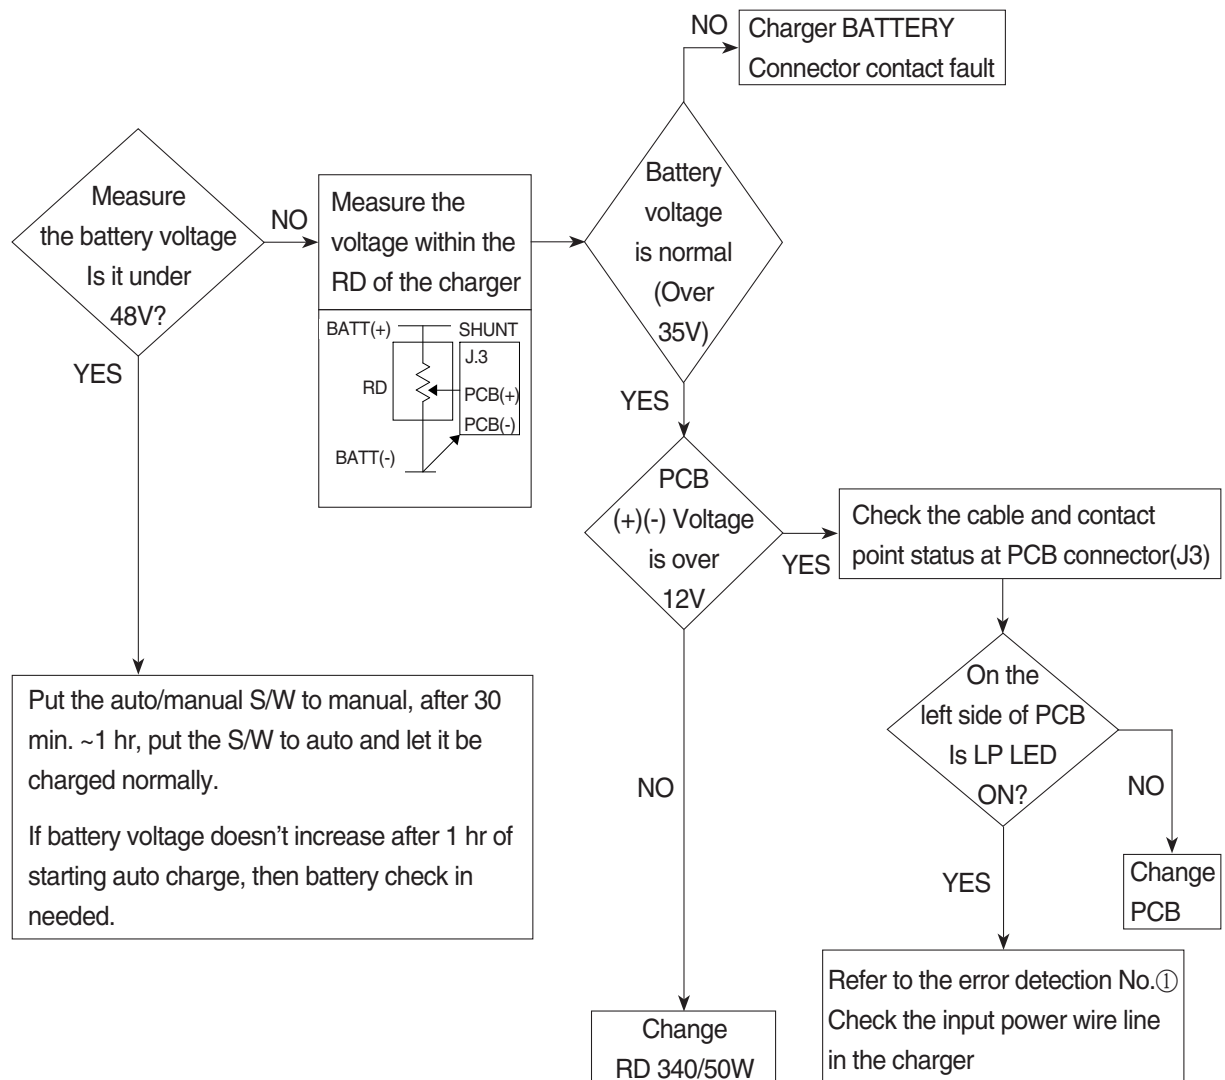 NO
Charger BATTERY
Connector contact fault
Measure
the battery voltage
Is it under
48V?
NO
YES
Measure the
voltage within the
RD of the charger
BATT(+)
SHUNT
J.3
RD
PCB(+)
PCB(-)
BATT(-)
Battery
voltage
is normal
(Over
35V)
YES
PCB
(+)(-) Voltage
is over
12V
YES
Check the cable and contact
point status at PCB connector(J3)
On the
left side of PCB
Is LP LED
ON?
NO
Change
PCB
YES
Refer to the error detection No.①
Check the input power wire line
in the charger
NO
Change
RD 340/50W
Put the auto/manual S/W to manual, after 30
min. ~1 hr, put the S/W to auto and let it be
charged normally.
If battery voltage doesn't increase after 1 hr of
starting auto charge, then battery check in
needed.